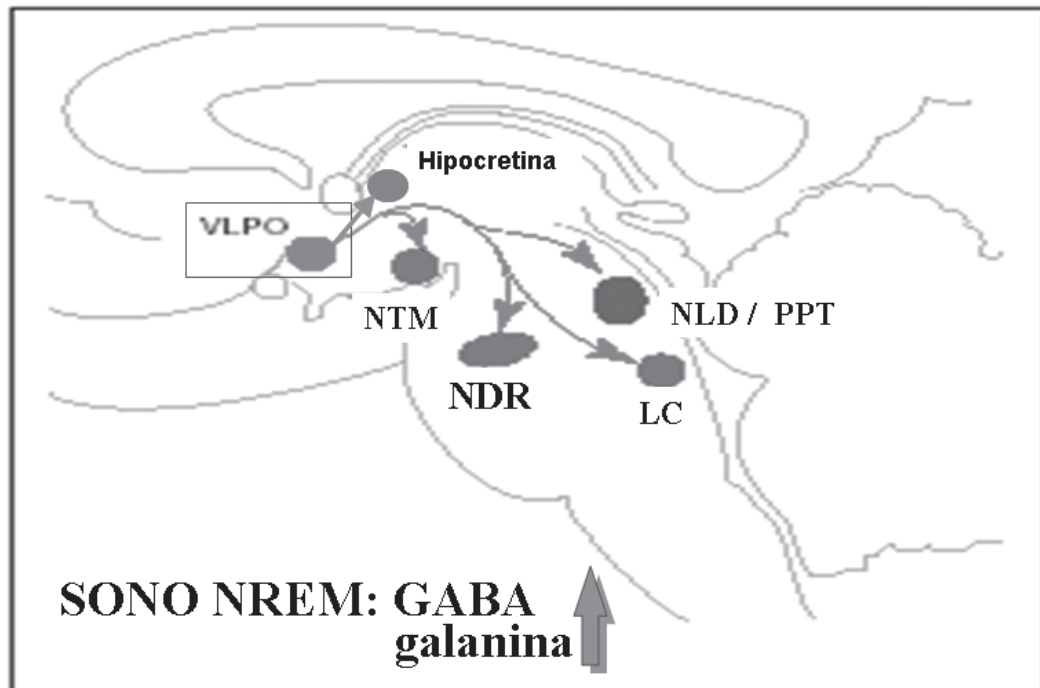 Hipocretina
VLPO
NTM
NLD / PPT
NDR
LC
SONO NREM: GABA
galanina